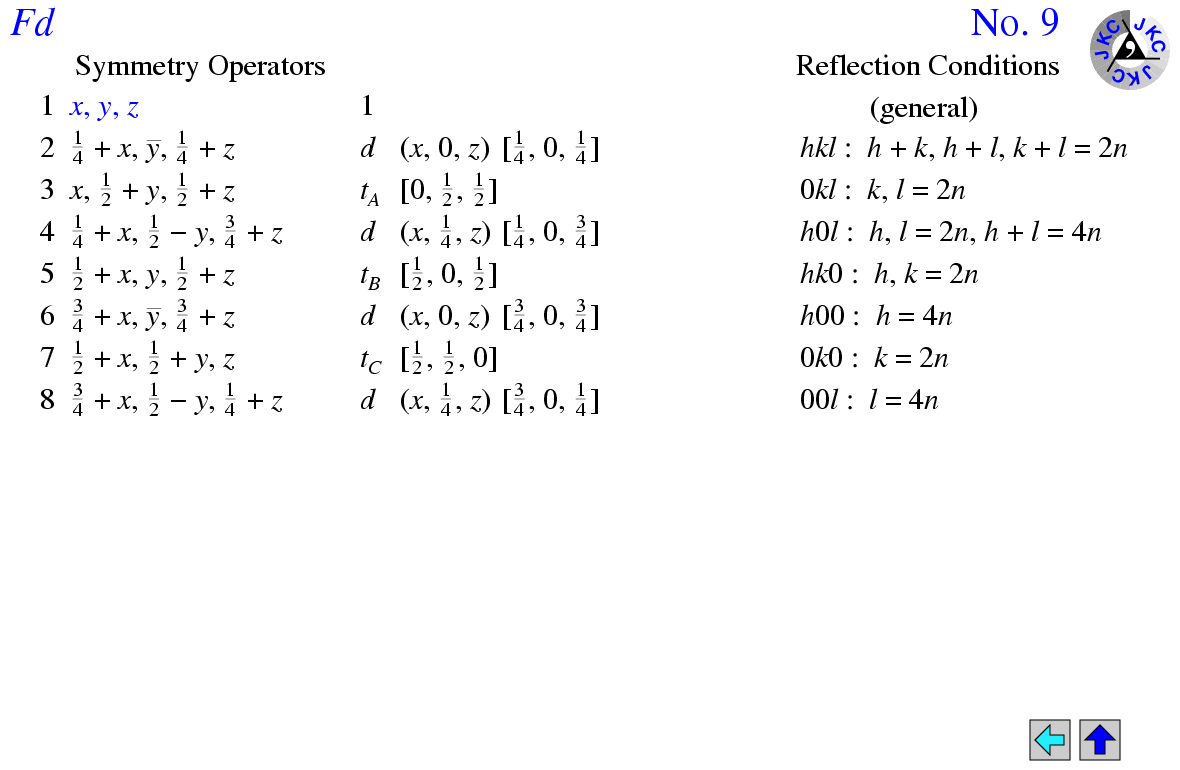 Fd No. 9
Symmetry Operators Reflection Conditions
1 x, y, z 1 (general)
2 1/4 + x, y̅, 1/4 + z d (x, 0, z) [1/4, 0, 1/4] hkl : h + k, h + l, k + l = 2n
3 x, 1/2 + y, 1/2 + z t_A [0, 1/2, 1/2] 0kl : k, l = 2n
4 1/4 + x, 1/2 − y, 3/4 + z d (x, 1/4, z) [1/4, 0, 3/4] h0l : h, l = 2n, h + l = 4n
5 1/2 + x, y, 1/2 + z t_B [1/2, 0, 1/2] hk0 : h, k = 2n
6 3/4 + x, y̅, 3/4 + z d (x, 0, z) [3/4, 0, 3/4] h00 : h = 4n
7 1/2 + x, 1/2 + y, z t_C [1/2, 1/2, 0] 0k0 : k = 2n
8 3/4 + x, 1/2 − y, 1/4 + z d (x, 1/4, z) [3/4, 0, 1/4] 00l : l = 4n
JKC JKC JKC